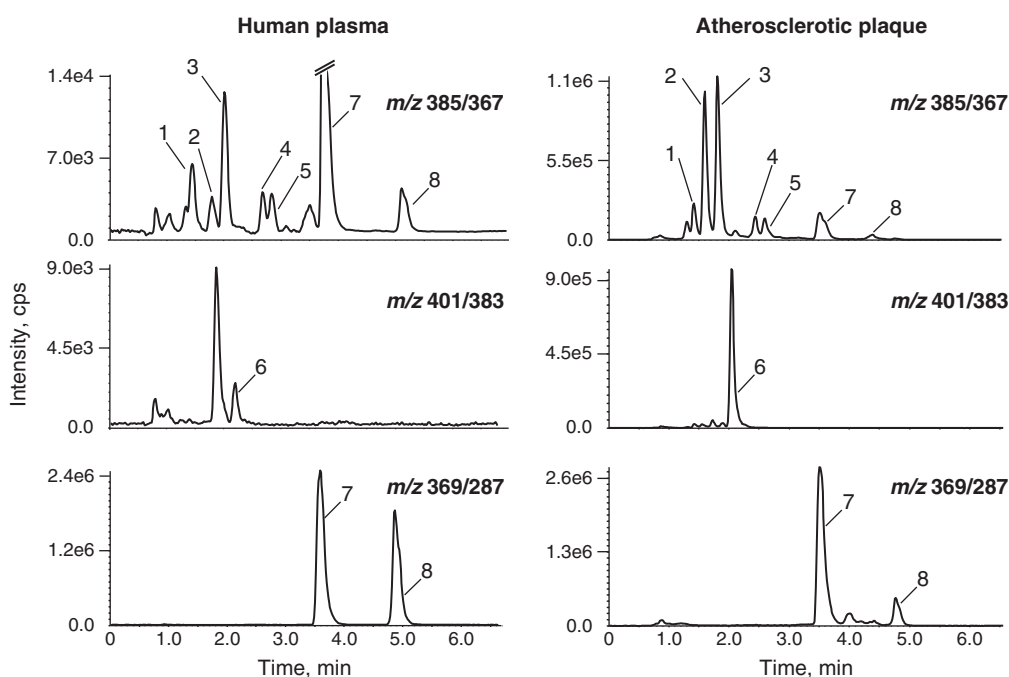 Human plasma
Atherosclerotic plaque
Intensity, cps
1.4e4
7.0e3
0.0
m/z 385/367
1
2
3
4
5
7
8
1.1e6
5.5e5
0.0
m/z 385/367
1
2
3
4
5
7
8
9.0e3
4.5e3
0.0
m/z 401/383
6
9.0e5
4.5e5
0.0
m/z 401/383
6
2.4e6
1.2e6
0.0
m/z 369/287
7
8
0 1.0 2.0 3.0 4.0 5.0 6.0
Time, min
2.6e6
1.3e6
0.0
m/z 369/287
7
8
0 1.0 2.0 3.0 4.0 5.0 6.0
Time, min